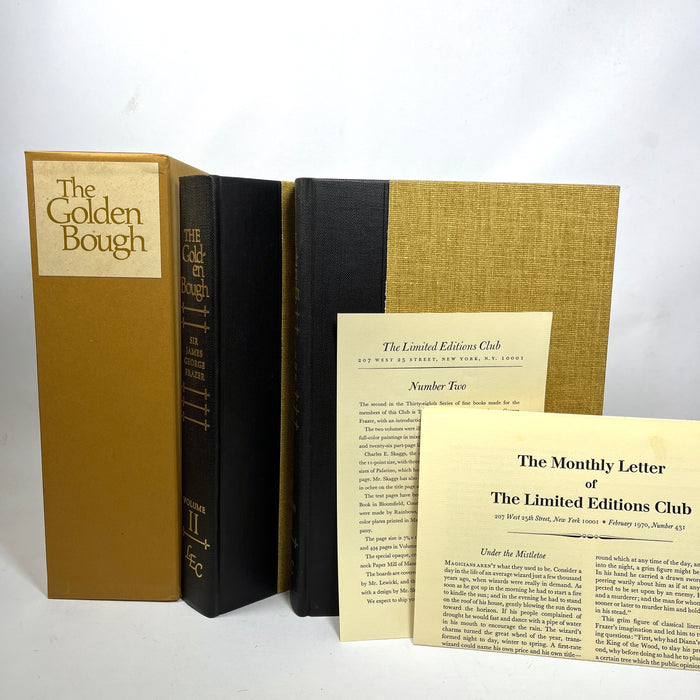 The
Golden
Bough
THE
Gold-
en
Bough
SIR
JAMES
GEORGE
FRAZER
VOLUME
II
LEC
The Limited Editions Club
207 WEST 25 STREET, NEW YORK, N.Y. 10001
Number Two
The second in the Thirty-eighth Series of fine books made for the
members of this Club is
Frazer, with an introduction
The two volumes were
full-color paintings in
and twenty-six part-page
Charles E. Skaggs, the
the 12-point size, with three
sizes of Palatino, which
page. Mr. Skaggs has also
in ochre on the title page
The text pages have
Book in Bloomfield,
were made by Rainbows,
color plates printed in
pany.
The page size is
and 494 pages in Volume
The special opaque,
neck Paper Mill of
The boards are covered
by Mr. Lewicki, and the
with a design by Mr.
We expect to ship
The Monthly Letter
of
The Limited Editions Club
207 West 25th Street, New York 10001 • February 1970, Number 431
Under the Mistletoe
MAGICIANS AREN'T what they used to be. Consider a
day in the life of an average wizard just a few thousand
years ago, when wizards were really in demand. As
soon as he got up in the morning he had to start a fire
to kindle the sun; and in the evening he had to stand
on the roof of his house, gently blowing the sun down
toward the horizon. If his people complained of
drought he would fast and dance with a pipe of water
in his mouth to encourage the rain. The wizard's
charms turned the great wheel of the year, trans-
formed night to day, winter to spring. A first-rate
wizard could name his own price and his own title—
round which at any time of the day, an
into the night, a grim figure might be
In his hand he carried a drawn swor
peering warily about him as if at any
pected to be set upon by an enemy. H
and a murderer; and the man for whom
sooner or later to murder him and hold
in his stead."
This grim figure of classical literat
Frazer's imagination and led him to
ing questions: "First, why had Diana's
the King of the Wood, to slay his pre
ond, why before doing so had he to plu
a certain tree which the public opinion